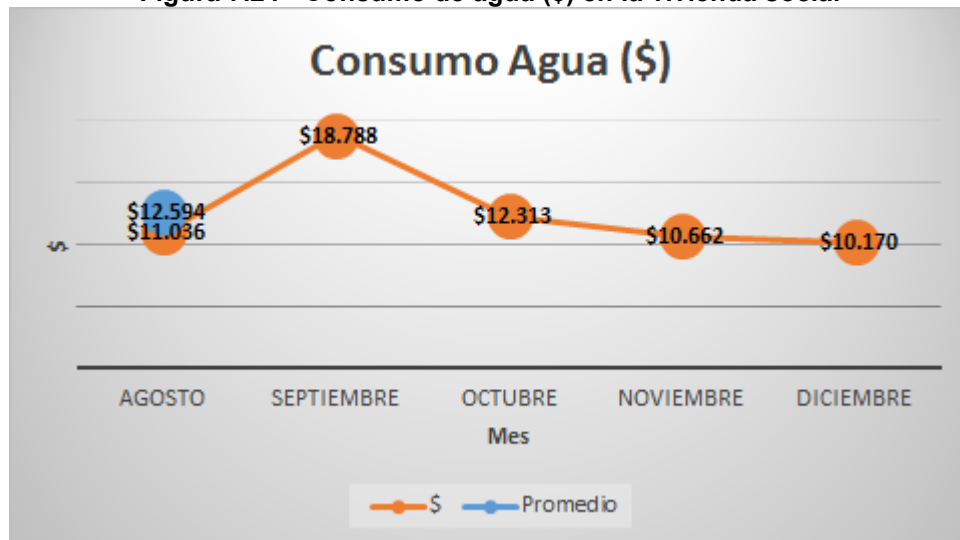 Consumo Agua ($)
$18.788
$12.594
$11.036
$12.313
$10.662
$10.170
$
AGOSTO SEPTIEMBRE OCTUBRE NOVIEMBRE DICIEMBRE
Mes
$ Promedio